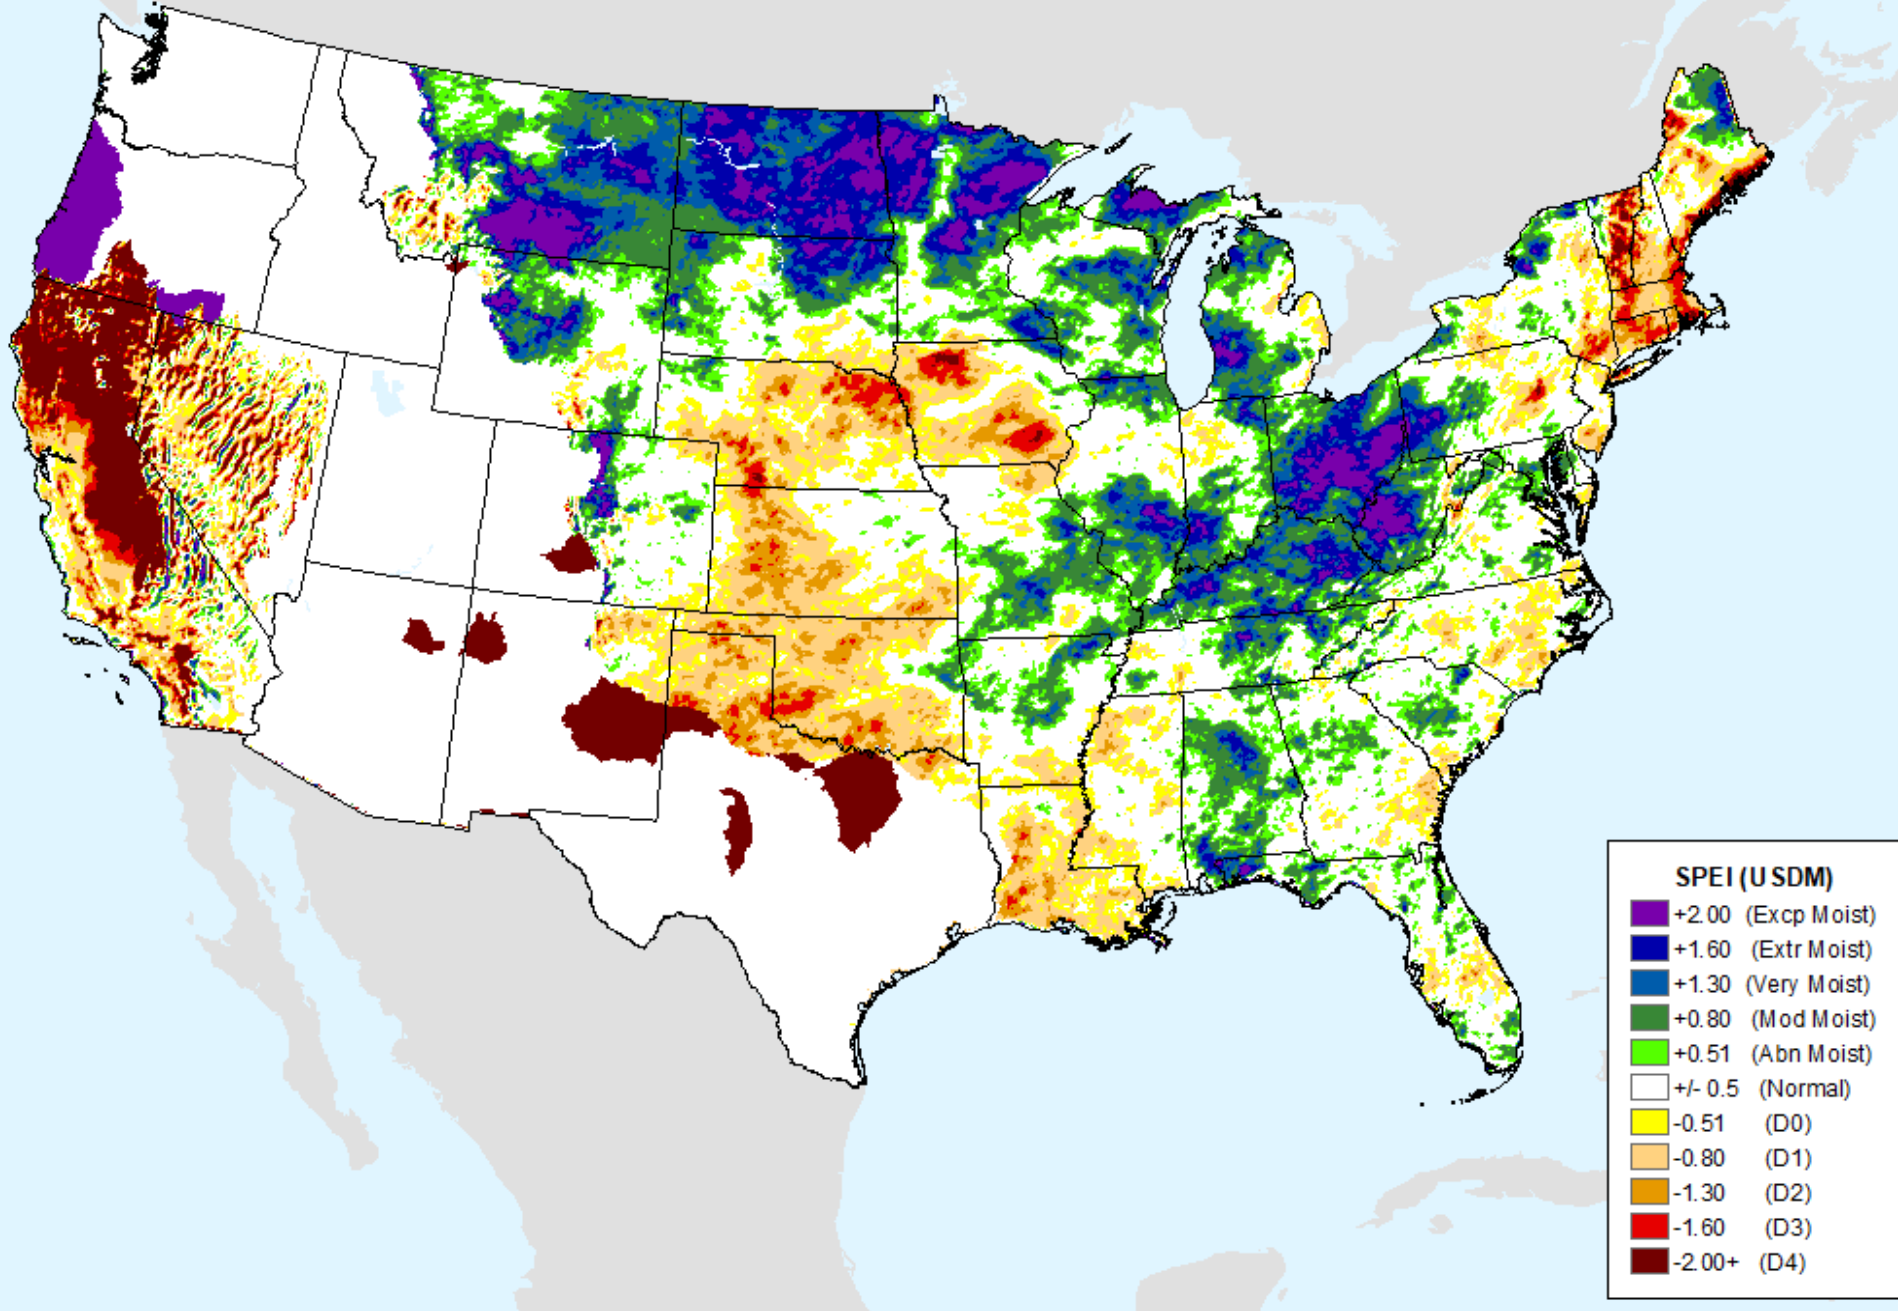 SPEI (USDM)
+2.00 (Excp Moist)
+1.60 (Extr Moist)
+1.30 (Very Moist)
+0.80 (Mod Moist)
+0.51 (Abn Moist)
+/- 0.5 (Normal)
-0.51 (D0)
-0.80 (D1)
-1.30 (D2)
-1.60 (D3)
-2.00+ (D4)